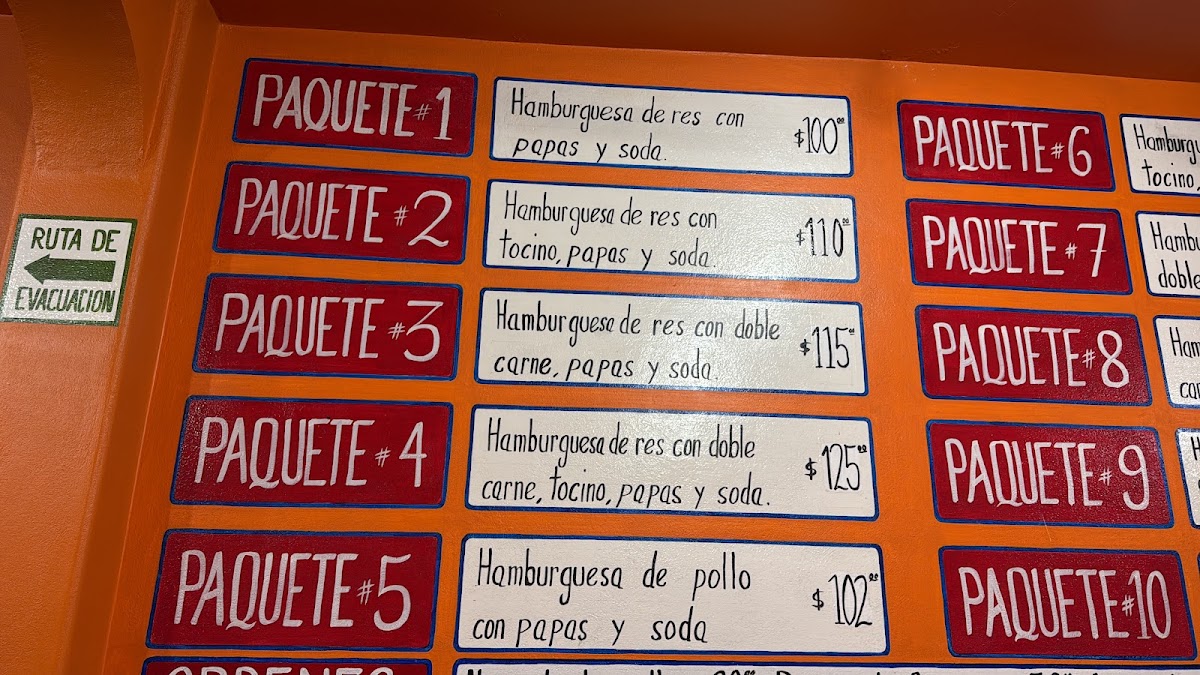 PAQUETE #1
Hamburguesa de res con
papas y soda.
$100.00
PAQUETE #2
Hamburguesa de res con
tocino, papas y soda.
$110.00
PAQUETE #3
Hamburguesa de res con doble
carne, papas y soda.
$115.00
PAQUETE #4
Hamburguesa de res con doble
carne, tocino, papas y soda.
$125.00
PAQUETE #5
Hamburguesa de pollo
con papas y soda
$102.00
PAQUETE #6
tocino,
PAQUETE #7
doble
PAQUETE #8
PAQUETE #9
PAQUETE #10
RUTA DE
EVACUACION